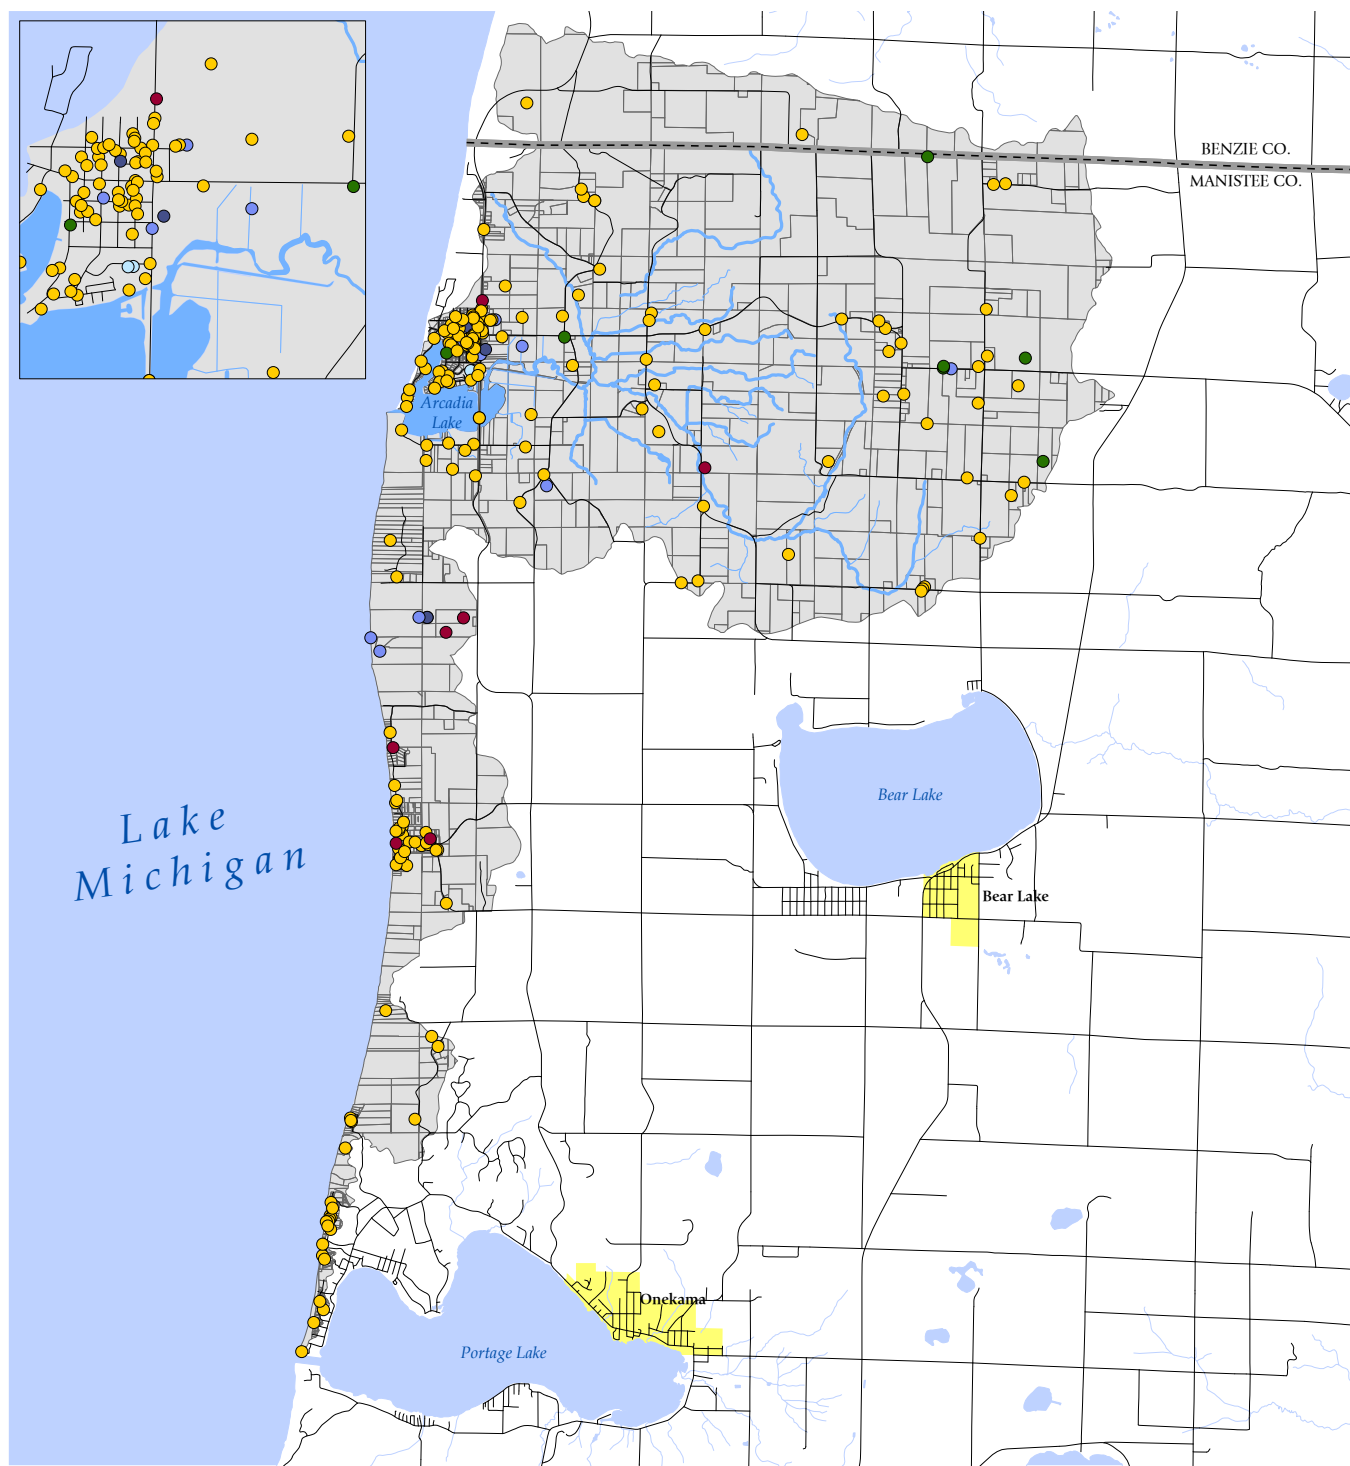 BENZIE CO.
MANISTEE CO.
Arcadia
Lake
Lake
Michigan
Bear Lake
Bear Lake
Onekama
Portage Lake